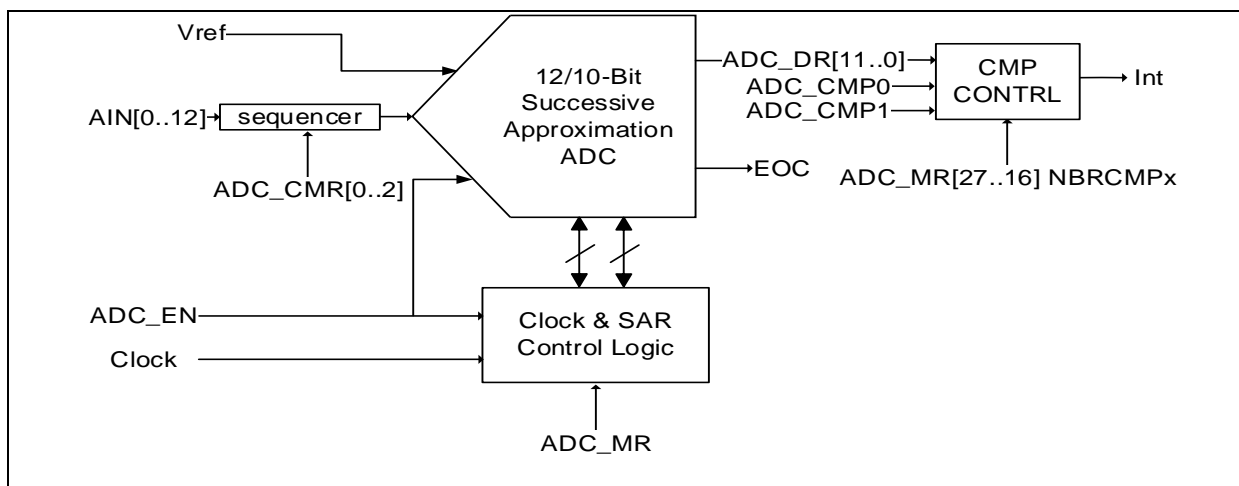 Vref
AIN[0..12]
sequencer
ADC_CMR[0..2]
12/10-Bit
Successive
Approximation
ADC
ADC_DR[11..0]
ADC_CMP0
ADC_CMP1
CMP
CONTRL
Int
EOC
ADC_MR[27..16] NBRCMPx
ADC_EN
Clock
Clock & SAR
Control Logic
ADC_MR